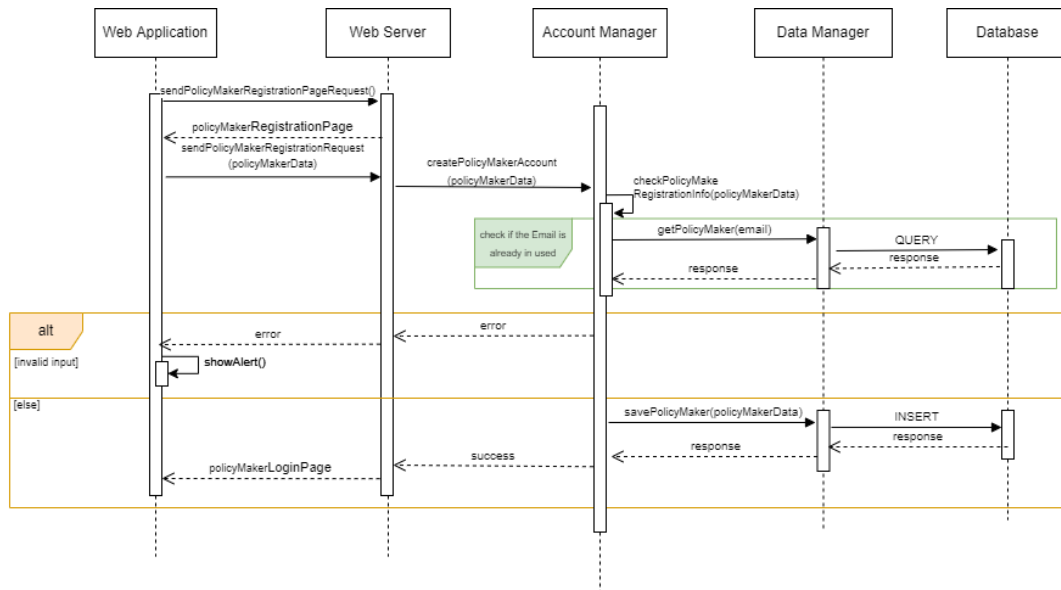 Web Application
Web Server
Account Manager
Data Manager
Database
sendPolicyMakerRegistrationPageRequest()
policyMakerRegistrationPage
sendPolicyMakerRegistrationRequest
(policyMakerData)
createPolicyMakerAccount
(policyMakerData)
checkPolicyMake
RegistrationInfo(policyMakerData)
check if the Email is
already in used
getPolicyMaker(email)
QUERY
response
response
alt
error
error
[invalid input]
showAlert()
[else]
savePolicyMaker(policyMakerData)
INSERT
response
response
success
policyMakerLoginPage